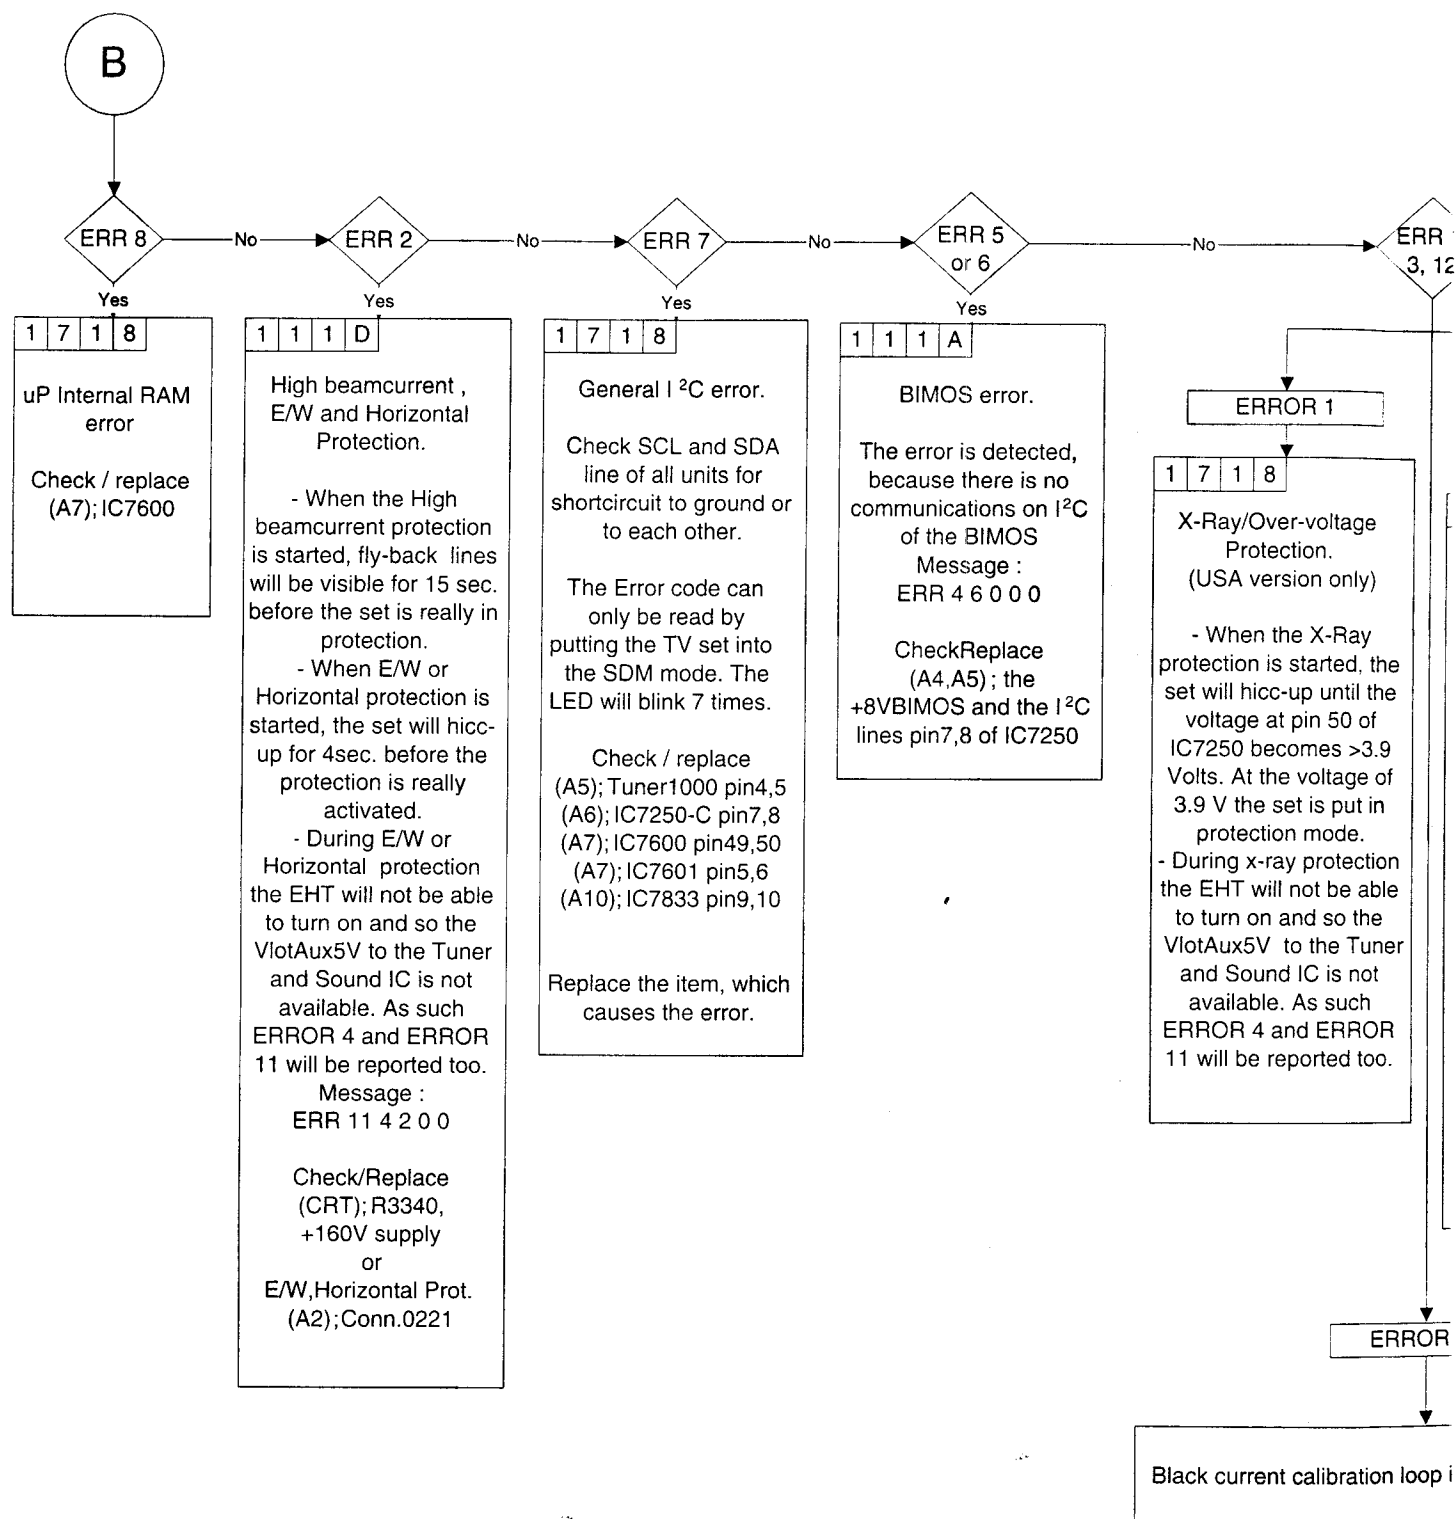 B
ERR 8
No
ERR 2
No
ERR 7
No
ERR 5
or 6
No
ERR
3, 12
Yes
Yes
Yes
Yes
1 7 1 8
uP Internal RAM
error
Check / replace
(A7); IC7600
1 1 1 D
High beamcurrent ,
E/W and Horizontal
Protection.
- When the High
beamcurrent protection
is started, fly-back lines
will be visible for 15 sec.
before the set is really in
protection.
- When E/W or
Horizontal protection is
started, the set will hicc-
up for 4sec. before the
protection is really
activated.
- During E/W or
Horizontal protection
the EHT will not be able
to turn on and so the
VlotAux5V to the Tuner
and Sound IC is not
available. As such
ERROR 4 and ERROR
11 will be reported too.
Message :
ERR 11 4 2 0 0
Check/Replace
(CRT); R3340,
+160V supply
or
E/W,Horizontal Prot.
(A2);Conn.0221
1 7 1 8
General I ²C error.
Check SCL and SDA
line of all units for
shortcircuit to ground or
to each other.
The Error code can
only be read by
putting the TV set into
the SDM mode. The
LED will blink 7 times.
Check / replace
(A5); Tuner1000 pin4,5
(A6); IC7250-C pin7,8
(A7); IC7600 pin49,50
(A7); IC7601 pin5,6
(A10); IC7833 pin9,10
Replace the item, which
causes the error.
1 1 1 A
BIMOS error.
The error is detected,
because there is no
communications on I²C
of the BIMOS
Message :
ERR 4 6 0 0 0
CheckReplace
(A4,A5) ; the
+8VBIMOS and the I²C
lines pin7,8 of IC7250
ERROR 1
1 7 1 8
X-Ray/Over-voltage
Protection.
(USA version only)
- When the X-Ray
protection is started, the
set will hicc-up until the
voltage at pin 50 of
IC7250 becomes >3.9
Volts. At the voltage of
3.9 V the set is put in
protection mode.
- During x-ray protection
the EHT will not be able
to turn on and so the
VlotAux5V to the Tuner
and Sound IC is not
available. As such
ERROR 4 and ERROR
11 will be reported too.
ERROR
Black current calibration loop